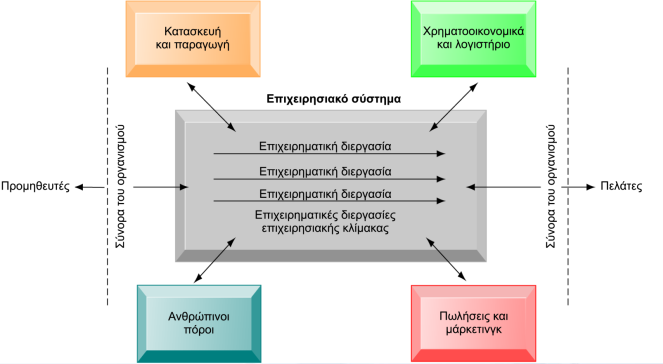 Κατασκευή
και παραγωγή
Χρηματοοικονομικά
και λογιστήριο
Επιχειρησιακό σύστημα
Σύνορα του οργανισμού
Επιχειρηματική διεργασία
Επιχειρηματική διεργασία
Επιχειρηματική διεργασία
Επιχειρηματικές διεργασίες
επιχειρησιακής κλίμακας
Προμηθευτές
Σύνορα του οργανισμού
Πελάτες
Ανθρώπινοι
πόροι
Πωλήσεις και
μάρκετινγκ